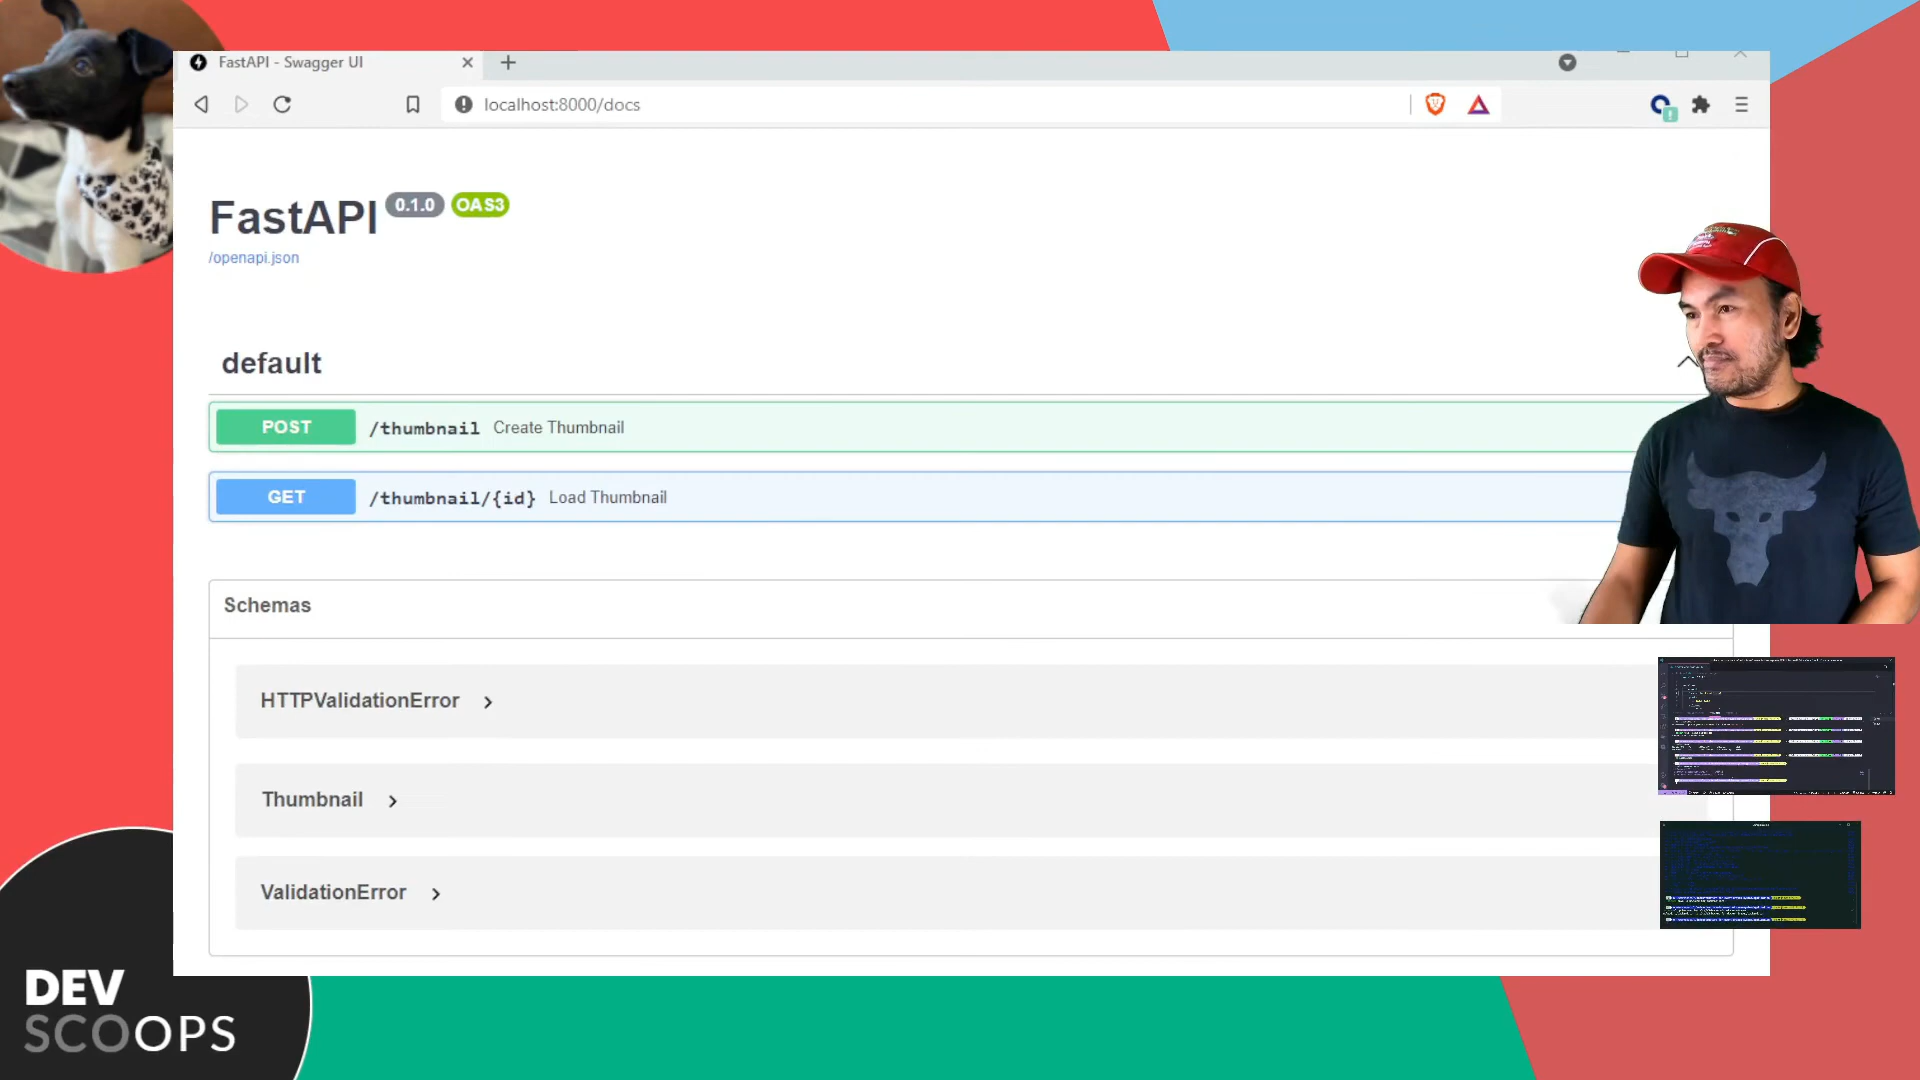 FastAPI - Swagger UI
localhost:8000/docs
FastAPI 0.1.0 OAS3
/openapi.json
default
POST /thumbnail Create Thumbnail
GET /thumbnail/{id} Load Thumbnail
Schemas
HTTPValidationError
Thumbnail
ValidationError
DEV
SCOOPS